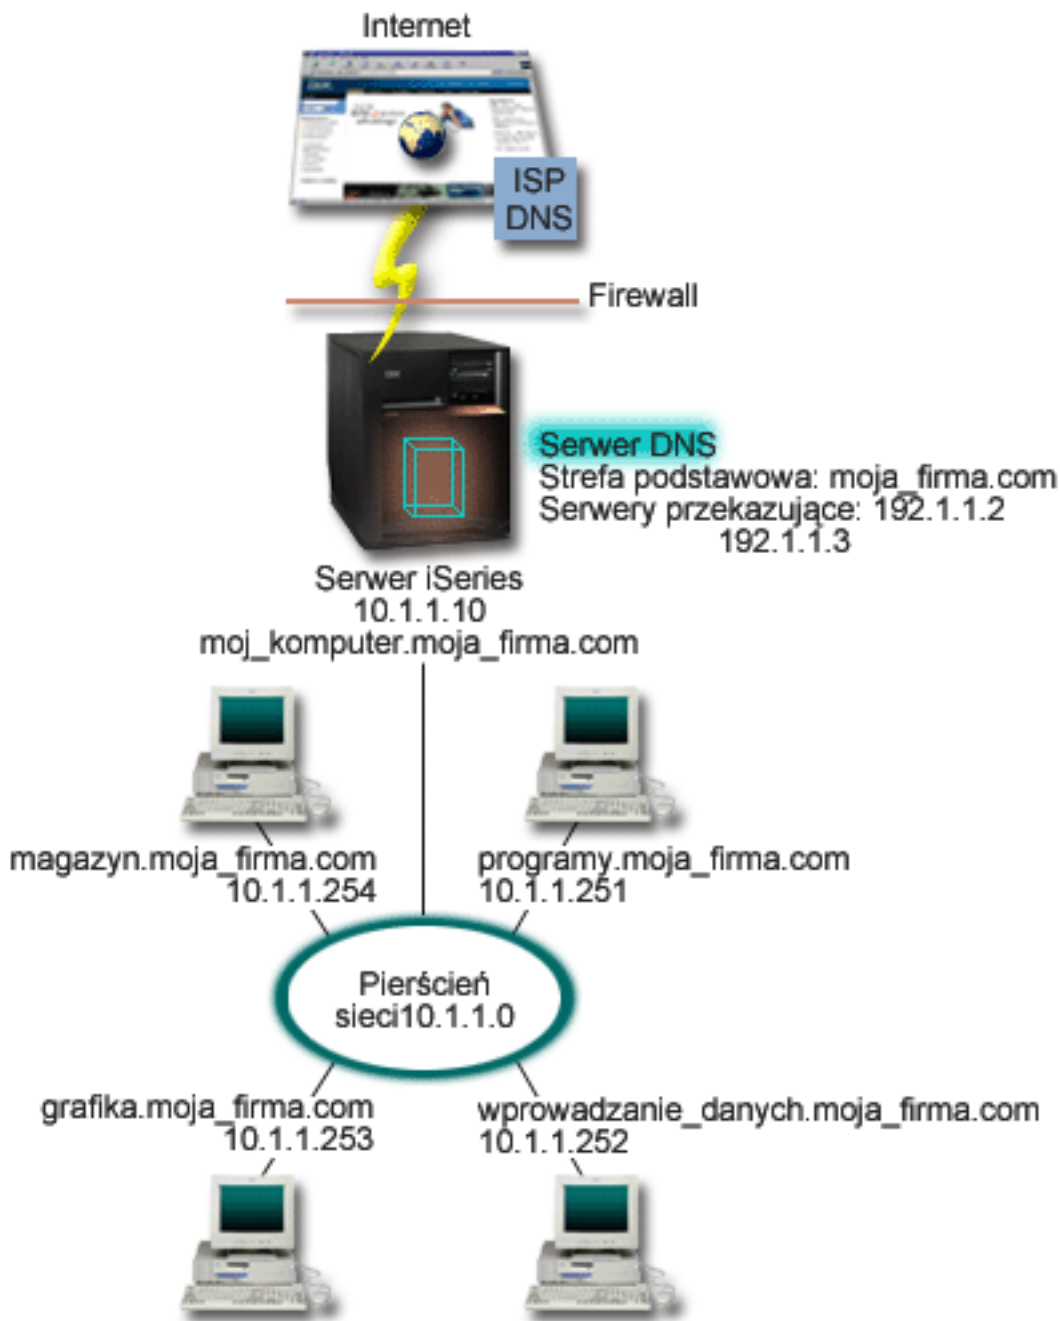 Internet
ISP
DNS
Firewall
Serwer DNS
Strefa podstawowa: moja_firma.com
Serwery przekazujące: 192.1.1.2
192.1.1.3
Serwer iSeries
10.1.1.10
moj_komputer.moja_firma.com
magazyn.moja_firma.com
10.1.1.254
programy.moja_firma.com
10.1.1.251
Pierścień
sieci10.1.1.0
grafika.moja_firma.com
10.1.1.253
wprowadzanie_danych.moja_firma.com
10.1.1.252